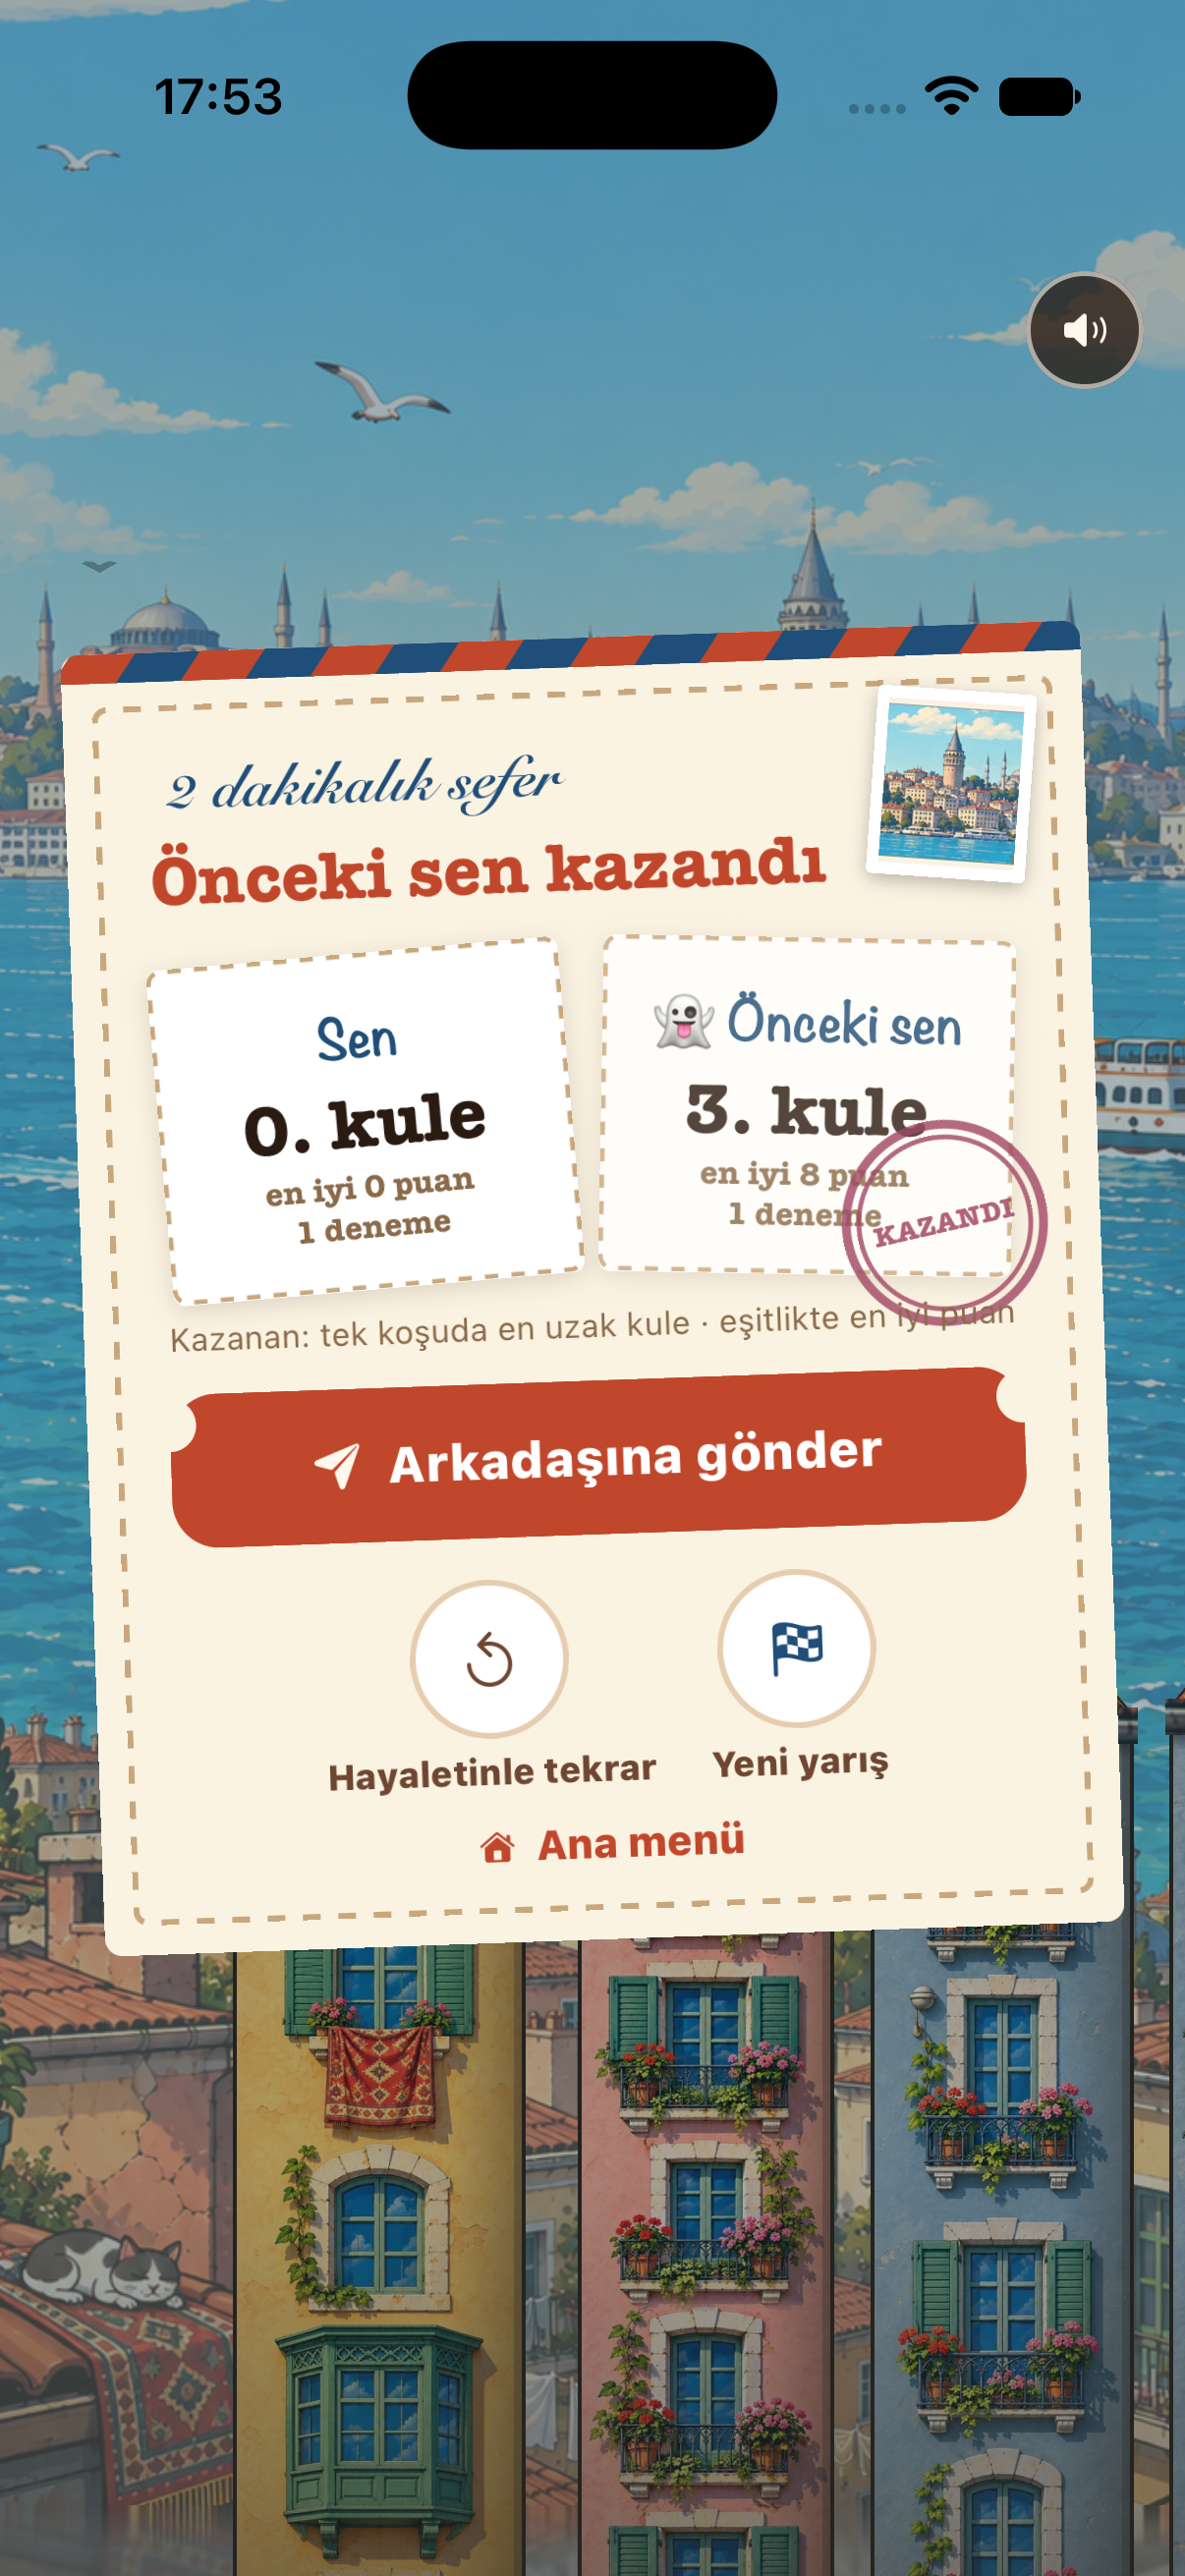 17:53
2 dakikalık sefer
Önceki sen kazandı
Sen
0. kule
en iyi 0 puan
1 deneme
Önceki sen
3. kule
en iyi 8 puan
1 deneme
KAZANDI
Kazanan: tek koşuda en uzak kule · eşitlikte en iyi puan
Arkadaşına gönder
Hayaletinle tekrar
Yeni yarış
Ana menü